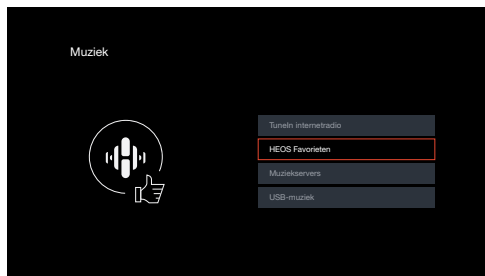 Muziek
TuneIn internetradio
HEOS Favorieten
Muziekservers
USB-muziek